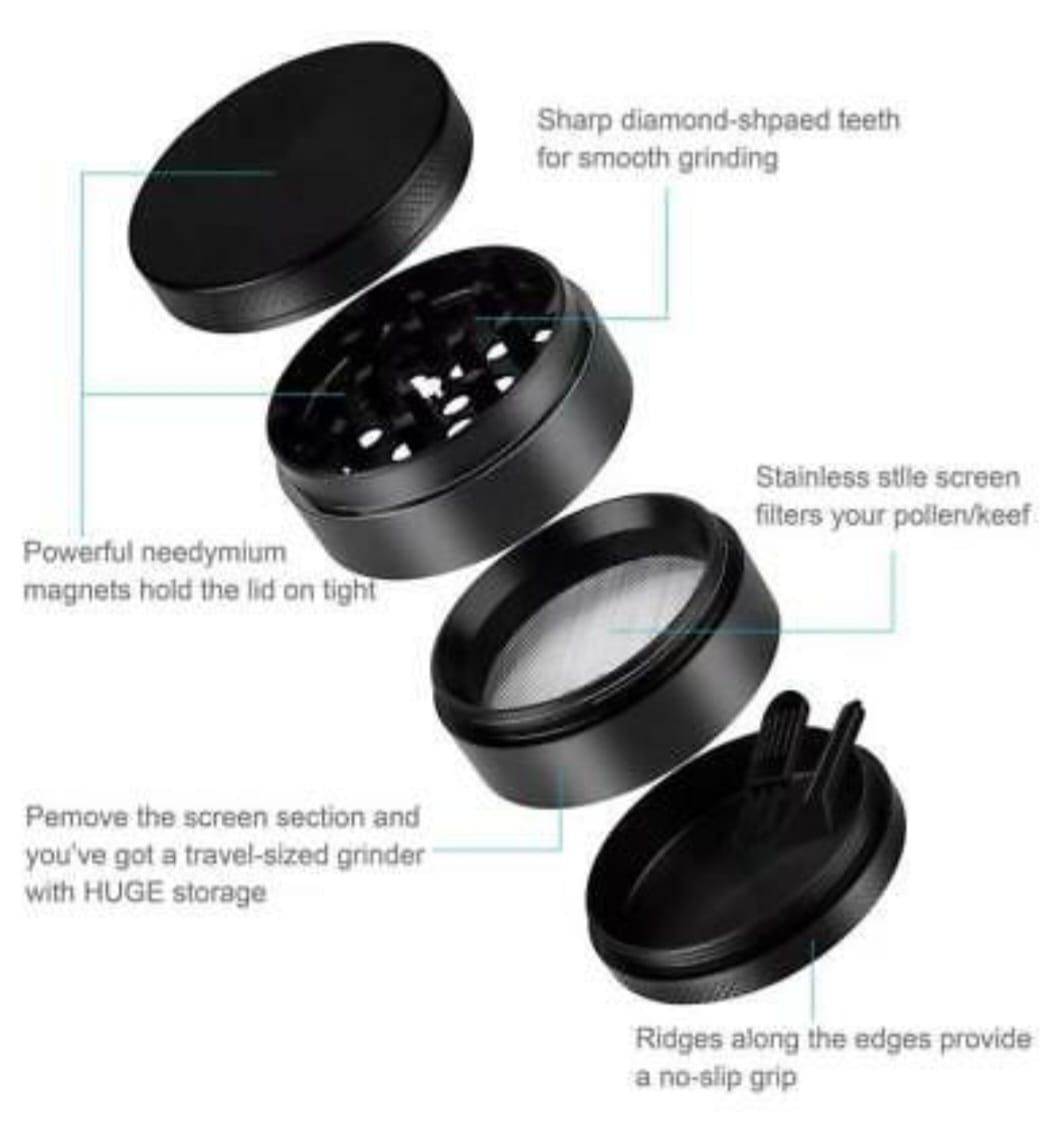 Sharp diamond-shpaed teeth
for smooth grinding
Stainless stlle screen
filters your pollen/keef
Powerful needymium
magnets hold the lid on tight
Pemove the screen section and
you've got a travel-sized grinder
with HUGE storage
Ridges along the edges provide
a no-slip grip